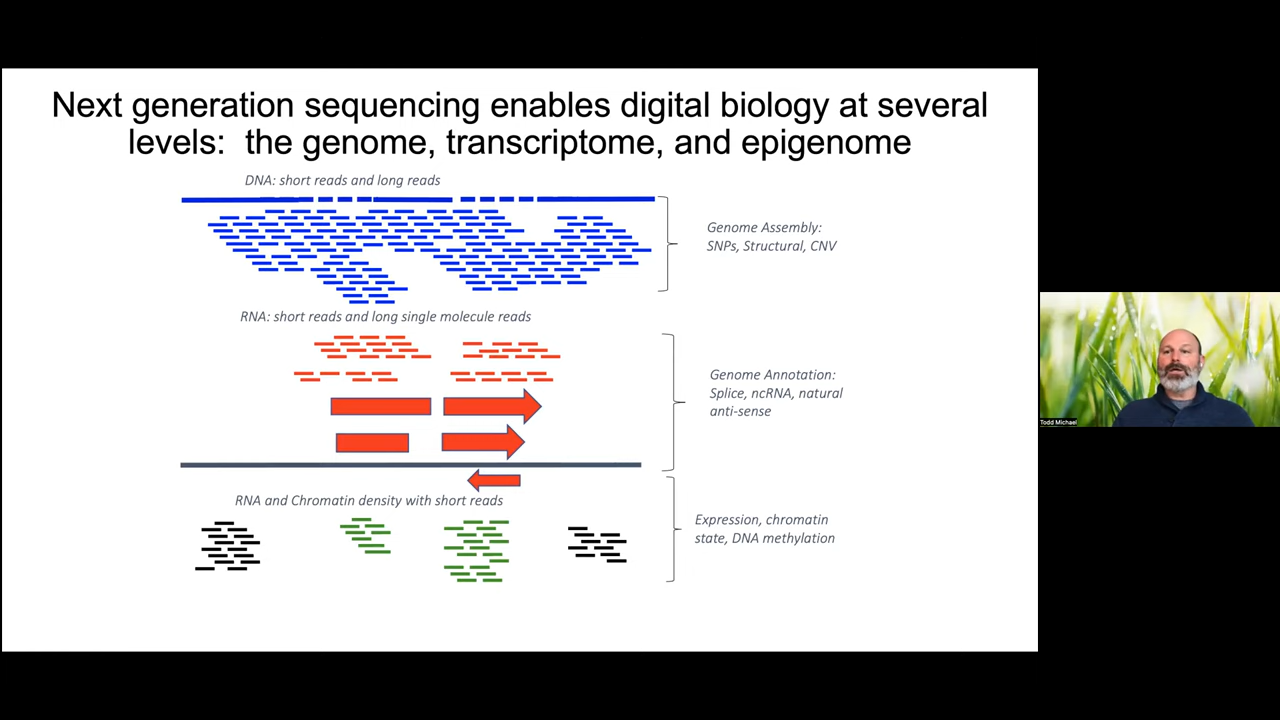 Next generation sequencing enables digital biology at several
levels:  the genome, transcriptome, and epigenome
DNA: short reads and long reads
Genome Assembly:
SNPs, Structural, CNV
RNA: short reads and long single molecule reads
Genome Annotation:
Splice, ncRNA, natural
anti-sense
RNA and Chromatin density with short reads
Expression, chromatin
state, DNA methylation
Todd Michael